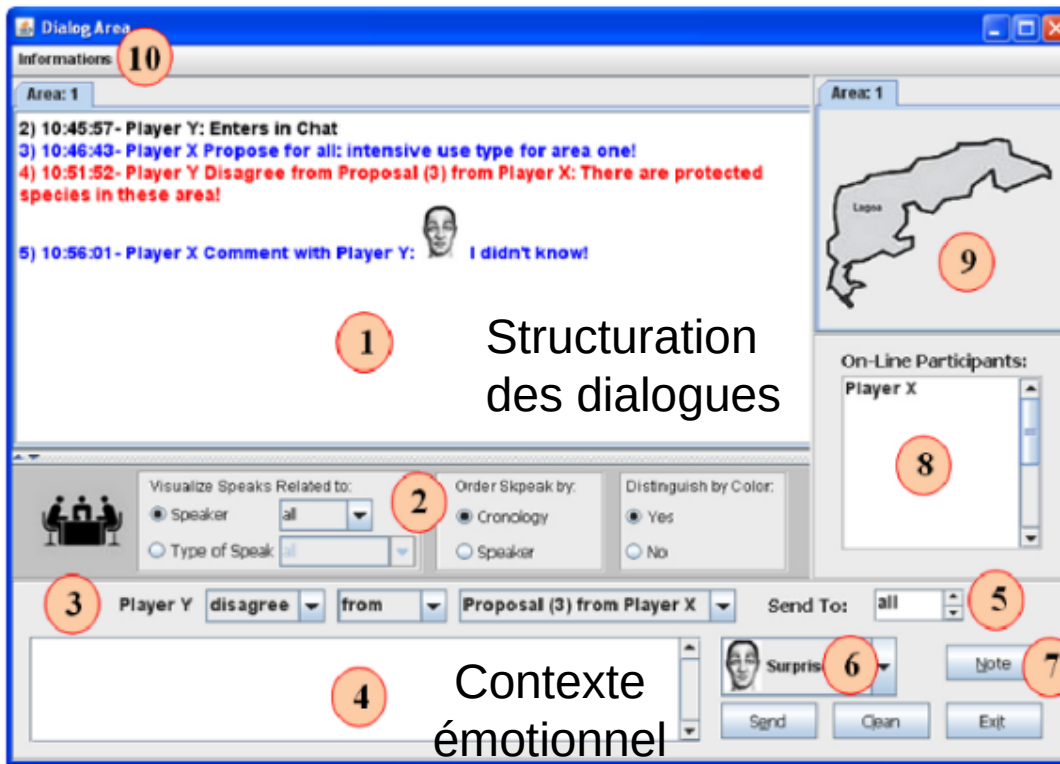 Dialog Area
Informations 10
Area: 1
2) 10:45:57- Player Y: Enters in Chat
3) 10:46:43- Player X Propose for all: intensive use type for area one!
4) 10:51:52- Player Y Disagree from Proposal (3) from Player X: There are protected
species in these area!
5) 10:56:01- Player X Comment with Player Y: I didn't know!
1
Structuration
des dialogues
Area: 1
Lagoa
9
On-Line Participants:
Player X
8
Visualize Speaks Related to:
Speaker all
Type of Speak all
2
Order Skpeak by:
Cronology
Speaker
Distinguish by Color:
Yes
No
3 Player Y disagree from Proposal (3) from Player X Send To: all 5
4
Contexte
émotionnel
Surpris 6
Note 7
Send Clean Exit